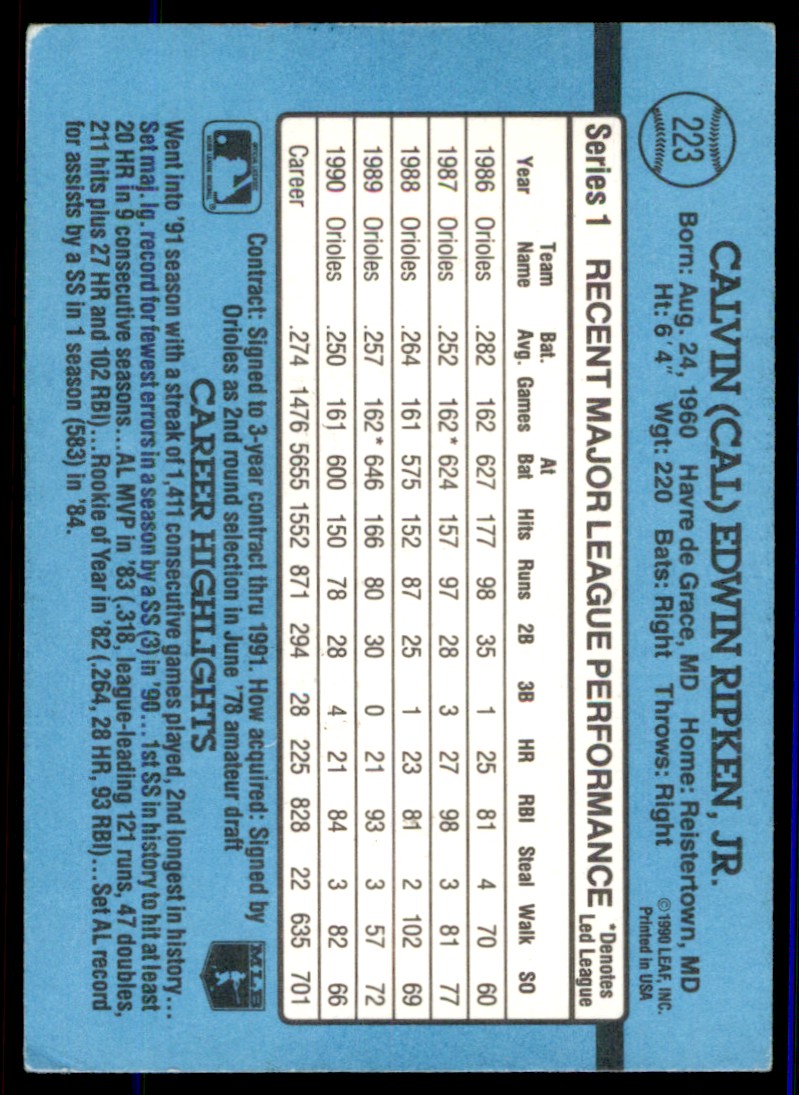 223
CALVIN (CAL) EDWIN RIPKEN, JR.
Born: Aug. 24, 1960 Havre de Grace, MD Home: Reistertown, MD
Ht: 6'4" Wgt: 220 Bats: Right Throws: Right
©1990 LEAF, INC.
Printed in USA
Series 1 RECENT MAJOR LEAGUE PERFORMANCE *Denotes Led League
Year Team Name Bat. Avg. Games At Bat Hits Runs 2B 3B HR RBI Steal Walk SO
1986 Orioles .282 162 627 177 98 35 1 25 81 4 70 60
1987 Orioles .252 162* 624 157 97 28 3 27 98 3 81 77
1988 Orioles .264 161 575 152 87 25 1 23 81 2 102 69
1989 Orioles .257 162* 646 166 80 30 0 21 93 3 57 72
1990 Orioles .250 161 600 150 78 28 4 21 84 3 82 66
Career .274 1476 5655 1552 871 294 28 225 828 22 635 701
Contract: Signed to 3-year contract thru 1991. How acquired: Signed by
Orioles as 2nd round selection in June '78 amateur draft
CAREER HIGHLIGHTS
MLB
Went into '91 season with a streak of 1,411 consecutive games played, 2nd longest in history...
Set maj. lg. record for fewest errors in a season by a SS (3) in '90... 1st SS in history to hit at least
20 HR in 9 consecutive seasons... AL MVP in '83 (.318, league-leading 121 runs, 47 doubles,
211 hits plus 27 HR and 102 RBI)... Rookie of Year in '82 (.264, 28 HR, 93 RBI)... Set AL record
for assists by a SS in 1 season (583) in '84.